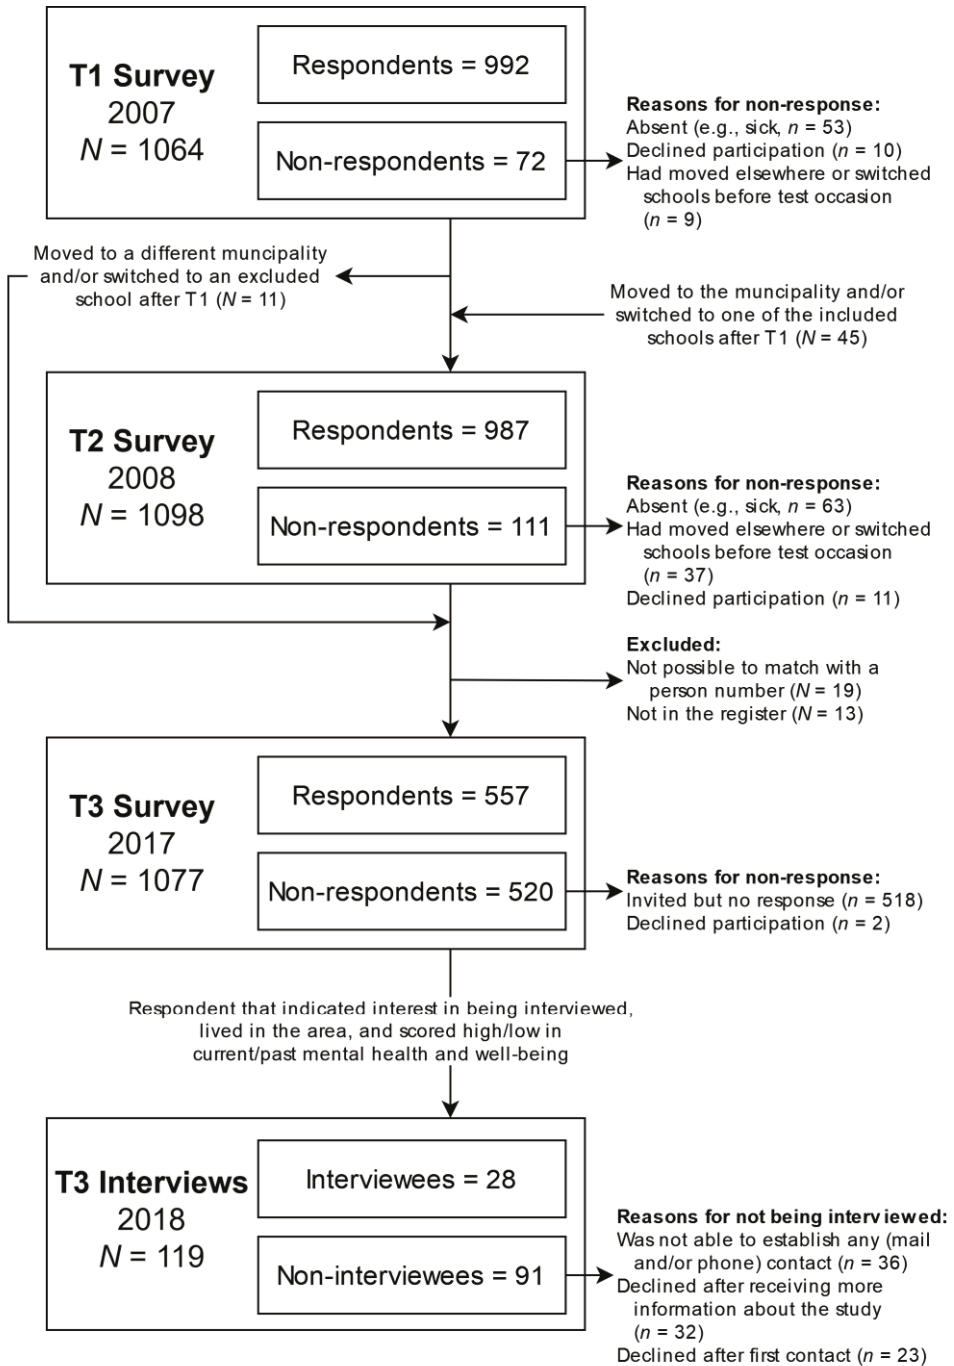 T1 Survey
2007
N = 1064
Respondents = 992
Non-respondents = 72
Reasons for non-response:
Absent (e.g., sick, n = 53)
Declined participation (n = 10)
Had moved elsewhere or switched
schools before test occasion
(n = 9)
Moved to a different muncipality
and/or switched to an excluded
school after T1 (N = 11)
Moved to the muncipality and/or
switched to one of the included
schools after T1 (N = 45)
T2 Survey
2008
N = 1098
Respondents = 987
Non-respondents = 111
Reasons for non-response:
Absent (e.g., sick, n = 63)
Had moved elsewhere or switched
schools before test occasion
(n = 37)
Declined participation (n = 11)
Excluded:
Not possible to match with a
person number (N = 19)
Not in the register (N = 13)
T3 Survey
2017
N = 1077
Respondents = 557
Non-respondents = 520
Reasons for non-response:
Invited but no response (n = 518)
Declined participation (n = 2)
Respondent that indicated interest in being interviewed,
lived in the area, and scored high/low in
current/past mental health and well-being
T3 Interviews
2018
N = 119
Interviewees = 28
Non-interviewees = 91
Reasons for not being interviewed:
Was not able to establish any (mail
and/or phone) contact (n = 36)
Declined after receiving more
information about the study
(n = 32)
Declined after first contact (n = 23)